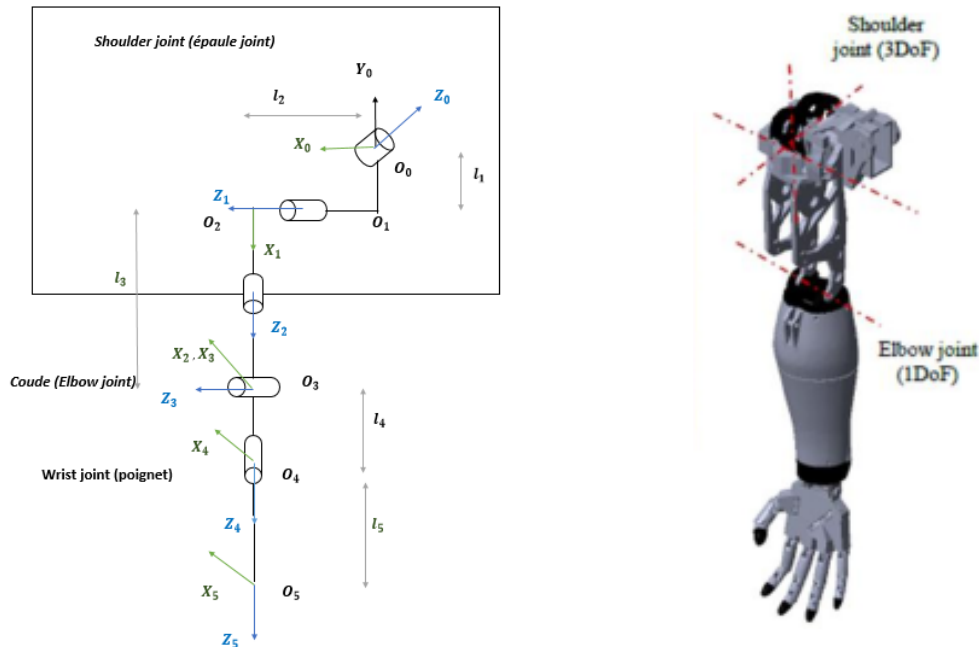 Shoulder joint (épaule joint)
Y₀
l₂
Z₀
X₀
O₀
l₁
Z₁
O₂
O₁
X₁
l₃
Z₂
X₂ , X₃
Coude (Elbow joint)
O₃
Z₃
l₄
X₄
Wrist joint (poignet)
O₄
Z₄
l₅
X₅
O₅
Z₅
Shoulder
joint (3DoF)
Elbow joint
(1DoF)